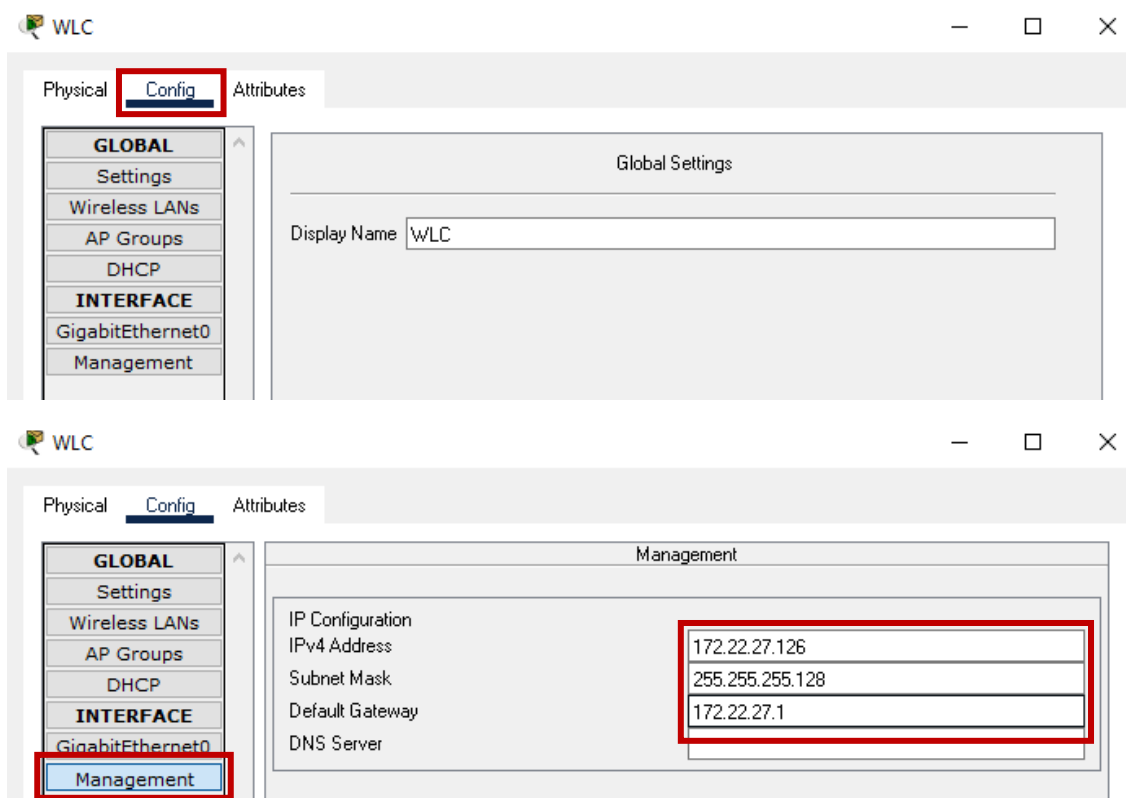 WLC
Physical Config Attributes
GLOBAL
Settings
Wireless LANs
AP Groups
DHCP
INTERFACE
GigabitEthernet0
Management
Global Settings
Display Name WLC
WLC
Physical Config Attributes
GLOBAL
Settings
Wireless LANs
AP Groups
DHCP
INTERFACE
GigabitEthernet0
Management
Management
IP Configuration
IPv4 Address 172.22.27.126
Subnet Mask 255.255.255.128
Default Gateway 172.22.27.1
DNS Server